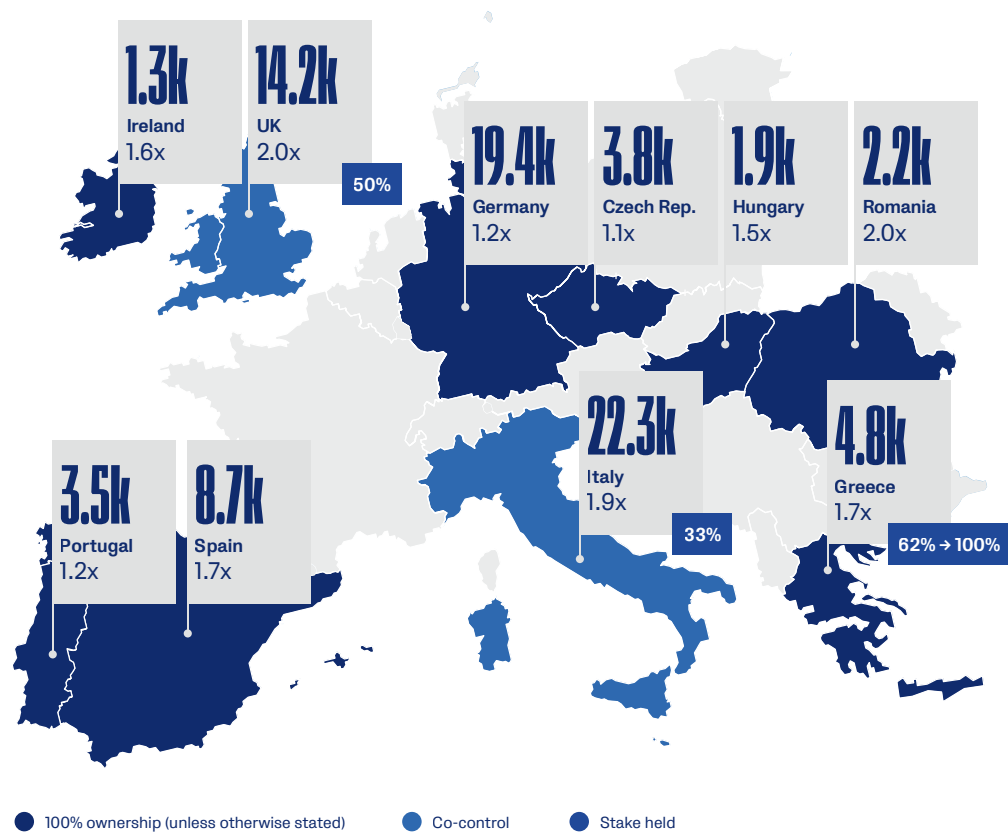 1.3k
Ireland
1.6x
14.2k
UK
2.0x
50%
19.4k
Germany
1.2x
3.8k
Czech Rep.
1.1x
1.9k
Hungary
1.5x
2.2k
Romania
2.0x
22.3k
Italy
1.9x
33%
4.8k
Greece
1.7x
62% → 100%
3.5k
Portugal
1.2x
8.7k
Spain
1.7x
100% ownership (unless otherwise stated)
Co-control
Stake held